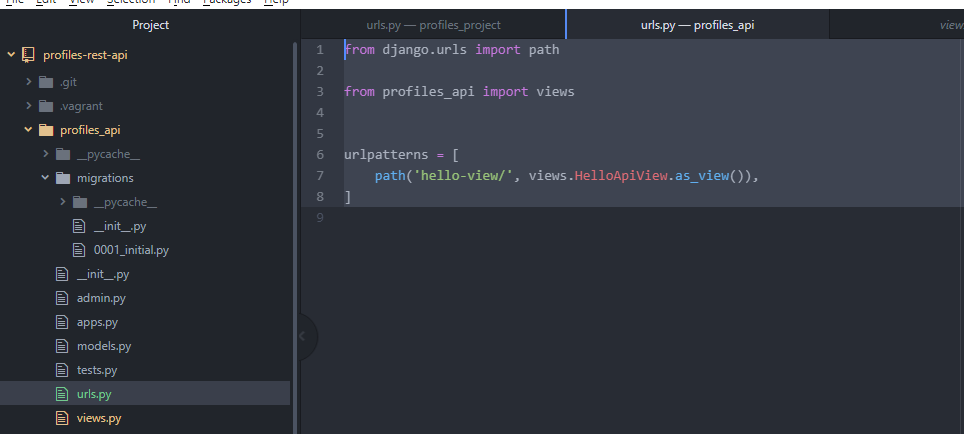 File Edit View Selection Find Packages Help
Project
urls.py — profiles_project
urls.py — profiles_api
view
profiles-rest-api
.git
.vagrant
profiles_api
__pycache__
migrations
__pycache__
__init__.py
0001_initial.py
__init__.py
admin.py
apps.py
models.py
tests.py
urls.py
views.py
1 from django.urls import path
2
3 from profiles_api import views
4
5
6 urlpatterns = [
7 path('hello-view/', views.HelloApiView.as_view()),
8 ]
9